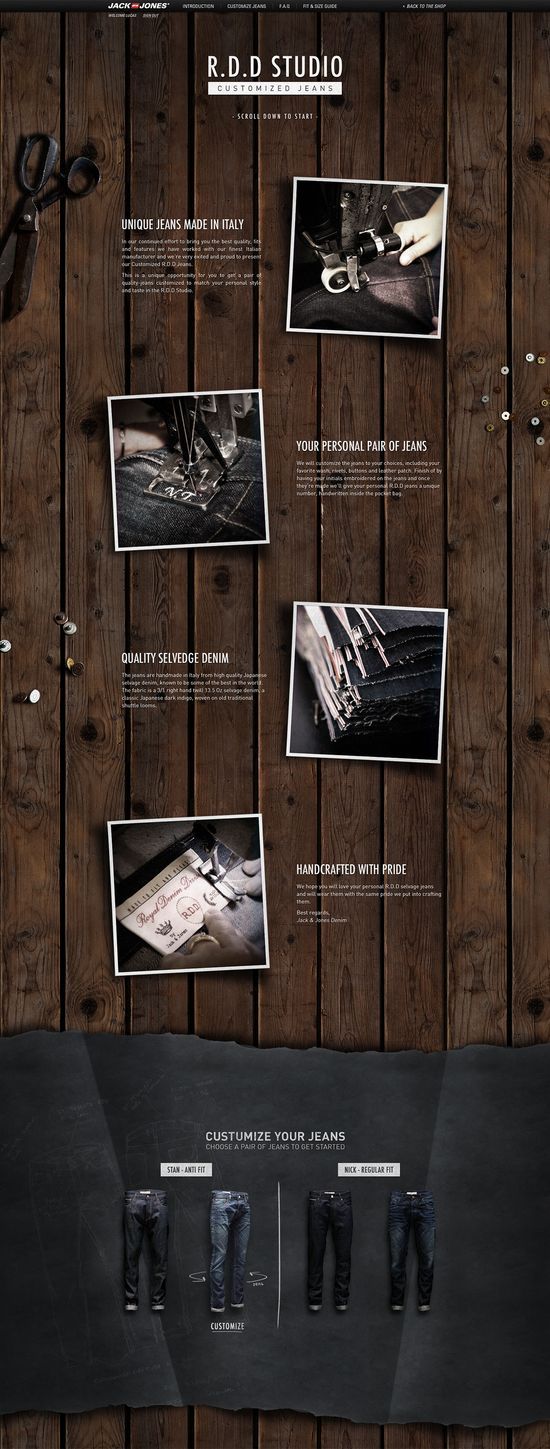 JACK JONES INTRODUCTION CUSTOMIZE JEANS F.A.Q FIT & SIZE GUIDE BACK TO THE SHOP
WELCOME LUCAS SIGN OUT
R.D.D STUDIO
CUSTOMIZED JEANS
- SCROLL DOWN TO START -
UNIQUE JEANS MADE IN ITALY
In our continued effort to bring you the best quality, fits
and features we have worked with our finest Italian
manufacturer and we're very exited and proud to present
our Customized R.D.D Jeans.
This is a unique opportunity for you to get a pair of
quality-jeans customized to match your personal style
and taste in the R.D.D Studio.
N.T
YOUR PERSONAL PAIR OF JEANS
We will customize the jeans to your choices, including your
favorite wash, rivets, buttons and leather patch. Finish of by
having your initials embroidered on the jeans and once
they're made we'll give your personal R.D.D jeans a unique
number, handwritten inside the pocket bag.
QUALITY SELVEDGE DENIM
The jeans are handmade in Italy from high quality Japanese
selvage denim, known to be some of the best in the world.
The fabric is a 3/1 right hand twill 13.5 Oz selvage denim, a
classic Japanese dark indigo, woven on old traditional
shuttle looms.
BUILT TO FIT AND
Royal Denim
R.D.D
by
Jack & Jones
HANDCRAFTED WITH PRIDE
We hope you will love your personal R.D.D selvage jeans
and will wear them with the same pride we put into crafting
them.
Best regards,
Jack & Jones Denim
CUSTUMIZE YOUR JEANS
CHOOSE A PAIR OF JEANS TO GET STARTED
STAN - ANTI FIT NICK - REGULAR FIT
CUSTOMIZE